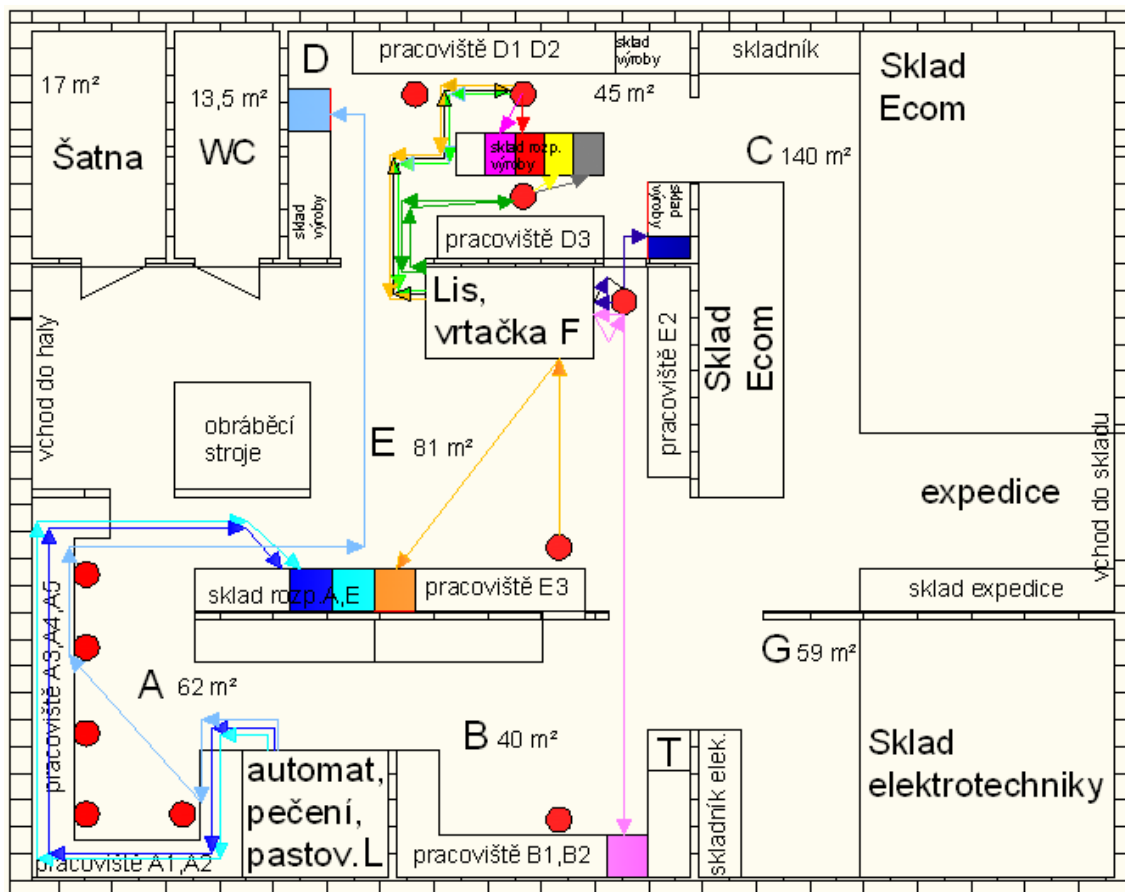 pracoviště D1 D2
sklad
výroby
skladník
Sklad
Ecom
D
17 m²
13,5 m²
45 m²
Šatna
WC
sklad rozp.
výroby
C 140 m²
sklad
výroby
sklad
výroby
pracoviště D3
Lis,
vrtačka F
vchod do haly
pracoviště E2
Sklad
Ecom
obráběcí
stroje
E 81 m²
expedice
vchod do skladu
sklad rozp.A,E
pracoviště E3
sklad expedice
pracoviště A3,A4,A5
A 62 m²
G 59 m²
B 40 m²
T
Sklad
elektrotechniky
automat,
pečení,
pastov.L
skladník elek.
pracoviště A1,A2
pracoviště B1,B2